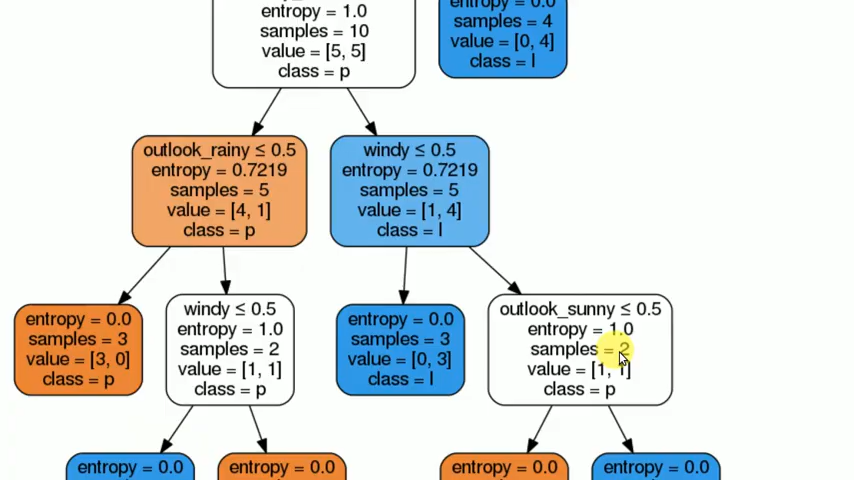 entropy = 1.0
samples = 10
value = [5, 5]
class = p
entropy = 0.0
samples = 4
value = [0, 4]
class = l
outlook_rainy ≤ 0.5
entropy = 0.7219
samples = 5
value = [4, 1]
class = p
windy ≤ 0.5
entropy = 0.7219
samples = 5
value = [1, 4]
class = l
entropy = 0.0
samples = 3
value = [3, 0]
class = p
windy ≤ 0.5
entropy = 1.0
samples = 2
value = [1, 1]
class = p
entropy = 0.0
samples = 3
value = [0, 3]
class = l
outlook_sunny ≤ 0.5
entropy = 1.0
samples = 2
value = [1, 1]
class = p
entropy = 0.0
entropy = 0.0
entropy = 0.0
entropy = 0.0